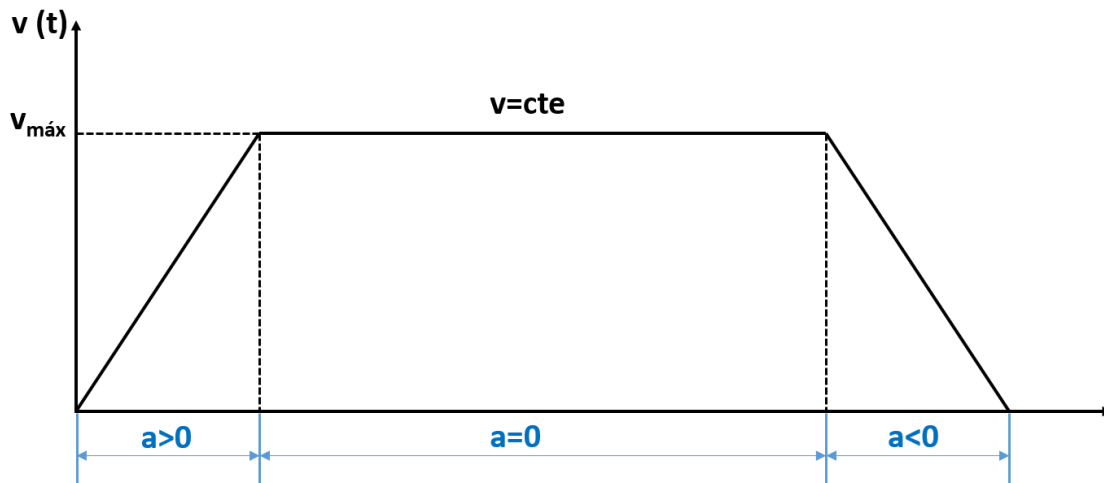 v (t)
v=cte
vmáx
a>0
a=0
a<0